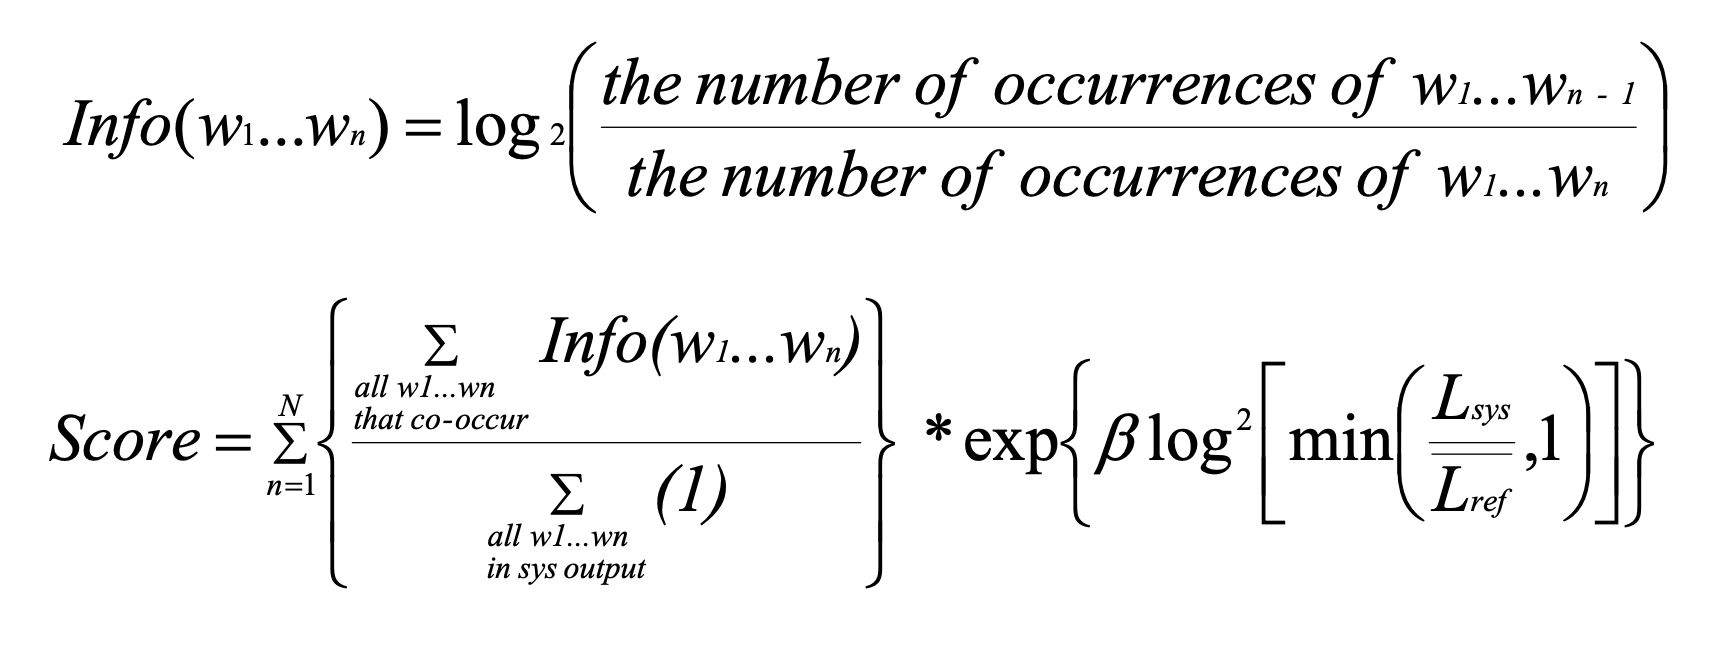 Info(w1...wn) = log2(the number of occurrences of w1...wn - 1 / the number of occurrences of w1...wn)
Score = N ∑ n=1 { ∑ all w1...wn that co-occur Info(w1...wn) / ∑ all w1...wn in sys output (1) } * exp{ β log2 [ min( Lsys / Lref ,1 ) ] }